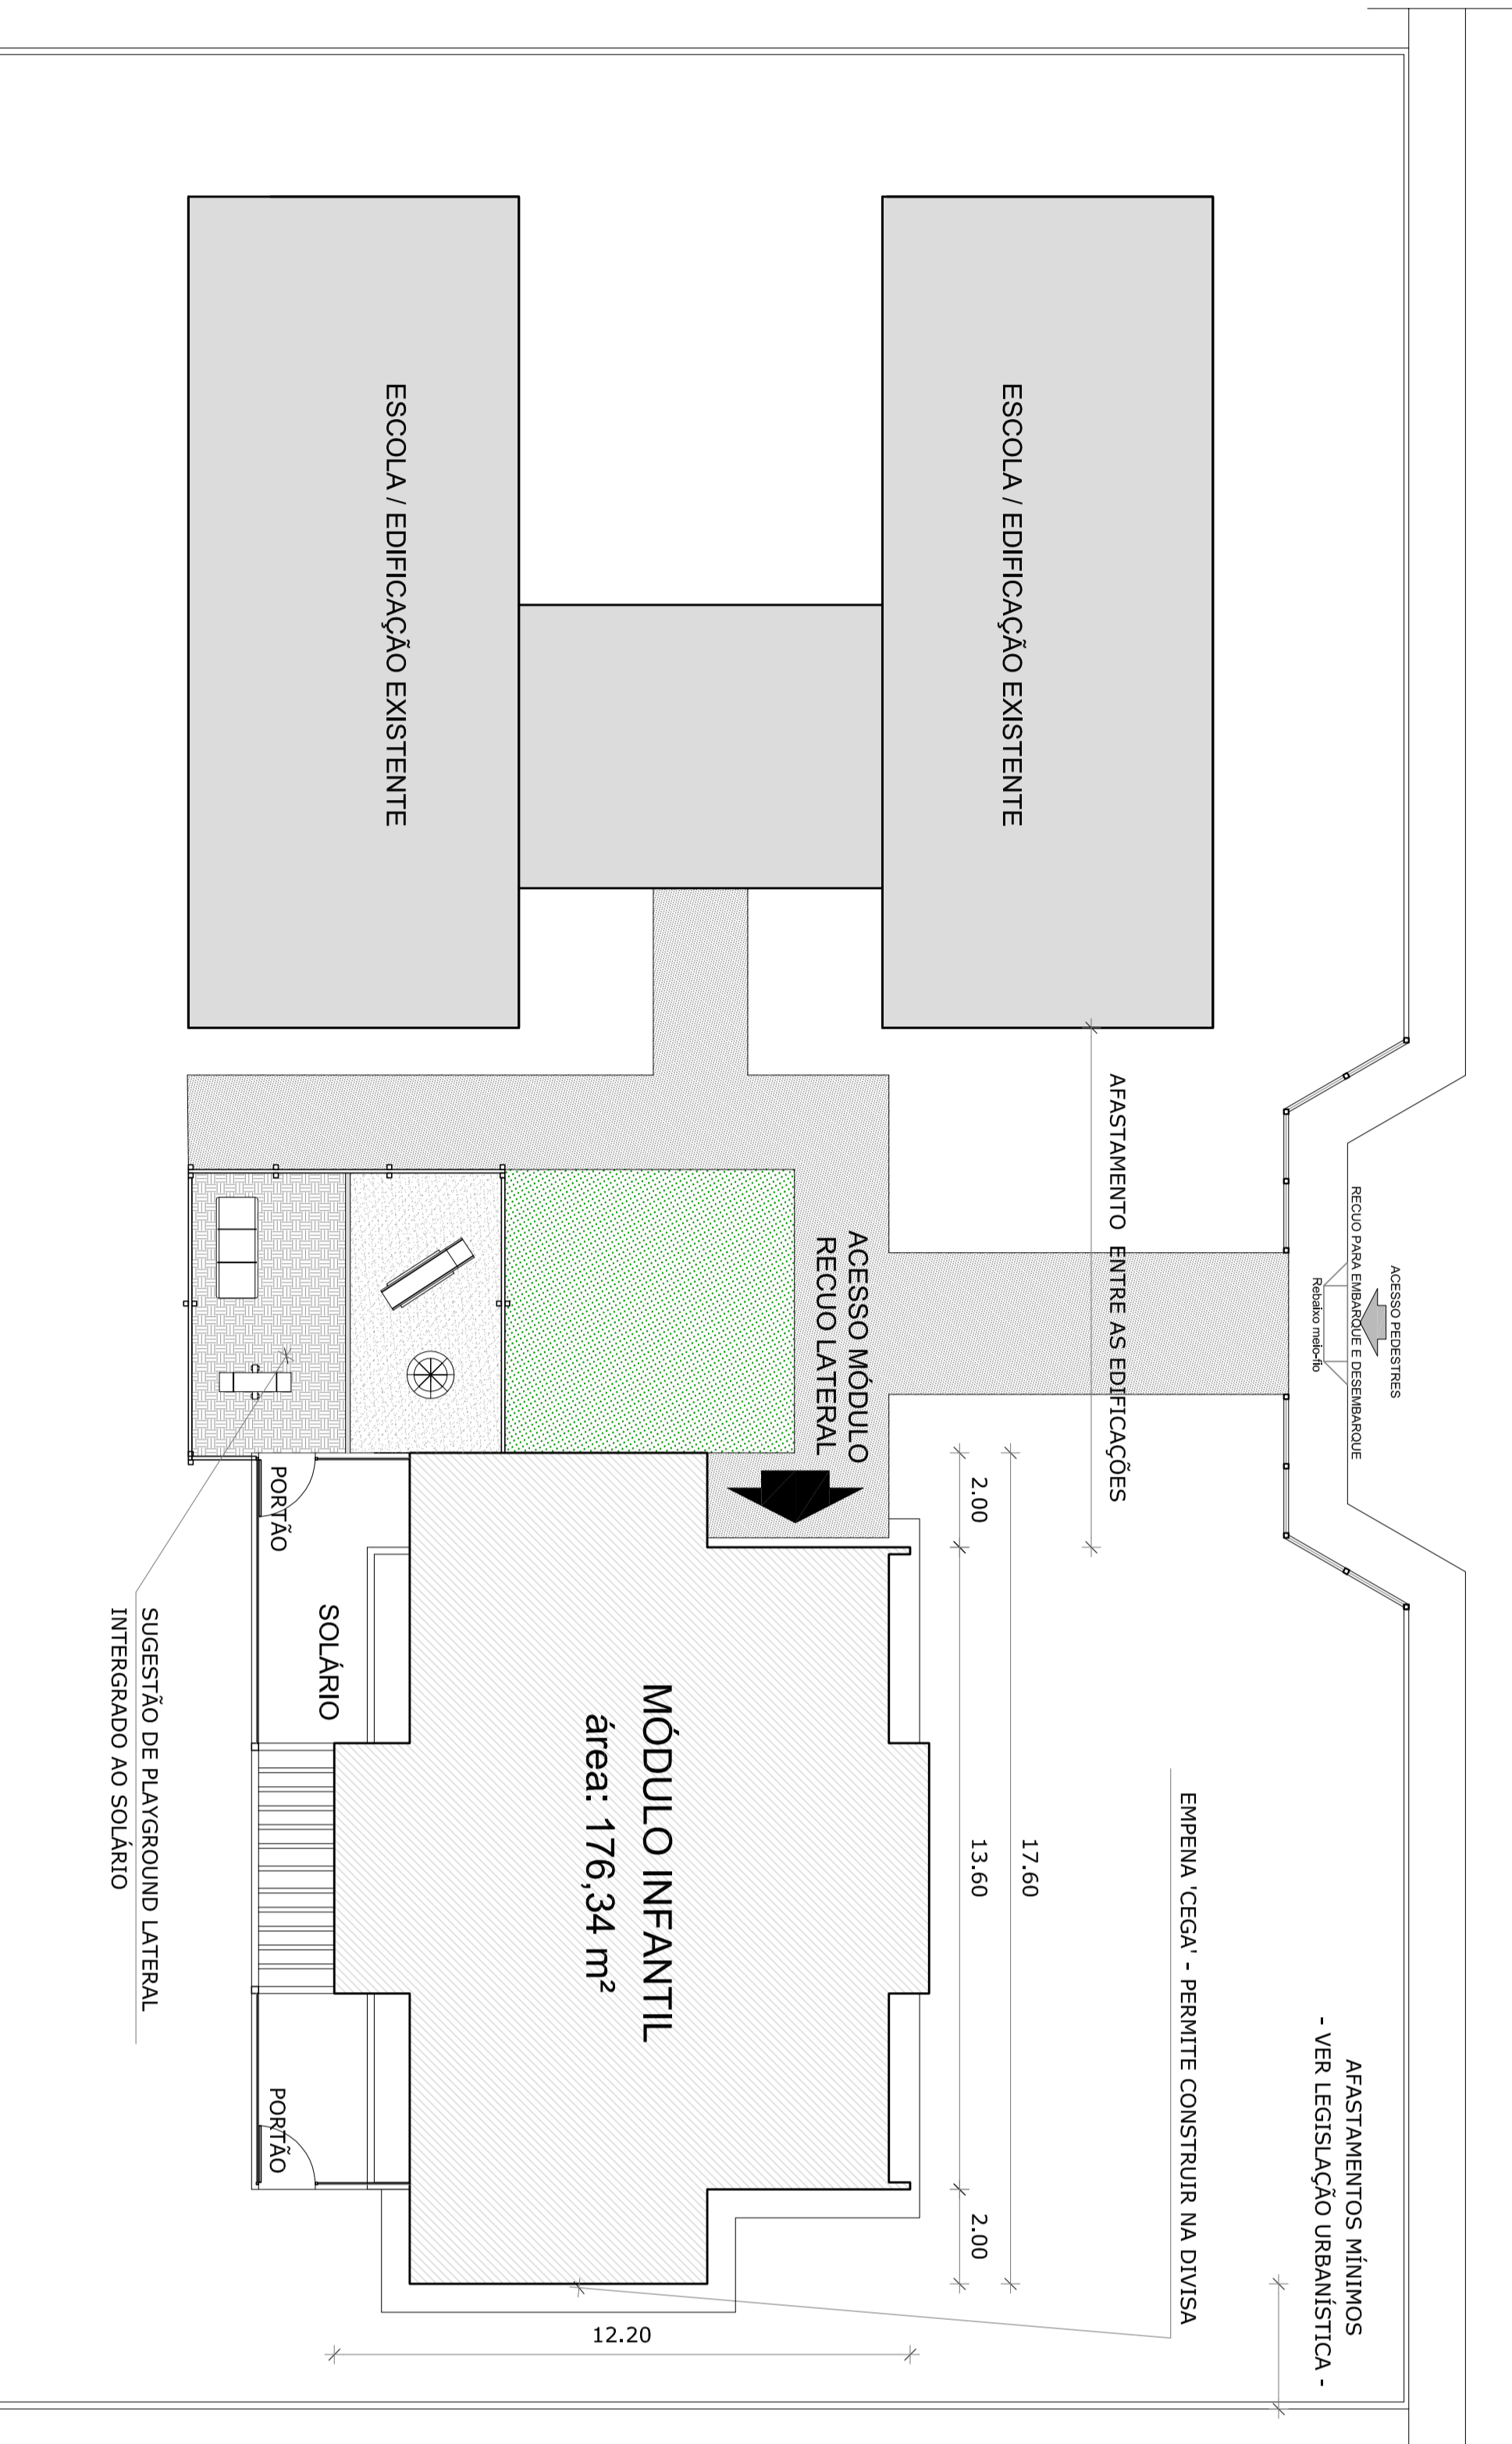 ACESSO PEDESTRES
RECUO PARA EMBARQUE E DESEMBARQUE
Rebaixo meio-fio
AFASTAMENTOS MÍNIMOS
- VER LEGISLAÇÃO URBANÍSTICA -
EMPENA 'CEGA' - PERMITE CONSTRUIR NA DIVISA
AFASTAMENTO ENTRE AS EDIFICAÇÕES
ESCOLA / EDIFICAÇÃO EXISTENTE
17.60
2.00
13.60
2.00
ACESSO MÓDULO
RECUO LATERAL
MÓDULO INFANTIL
área: 176,34 m²
12.20
ESCOLA / EDIFICAÇÃO EXISTENTE
SOLÁRIO
PORTÃO
PORTÃO
SUGESTÃO DE PLAYGROUND LATERAL
INTERGRADO AO SOLÁRIO